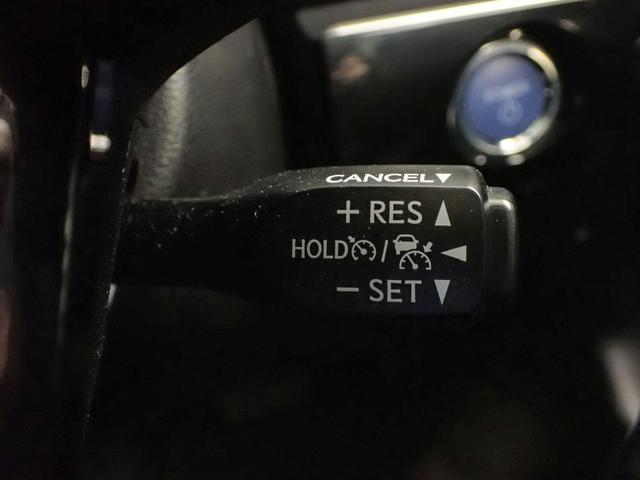 CANCEL▼
+ RES ▲
HOLD / ◄
− SET ▼